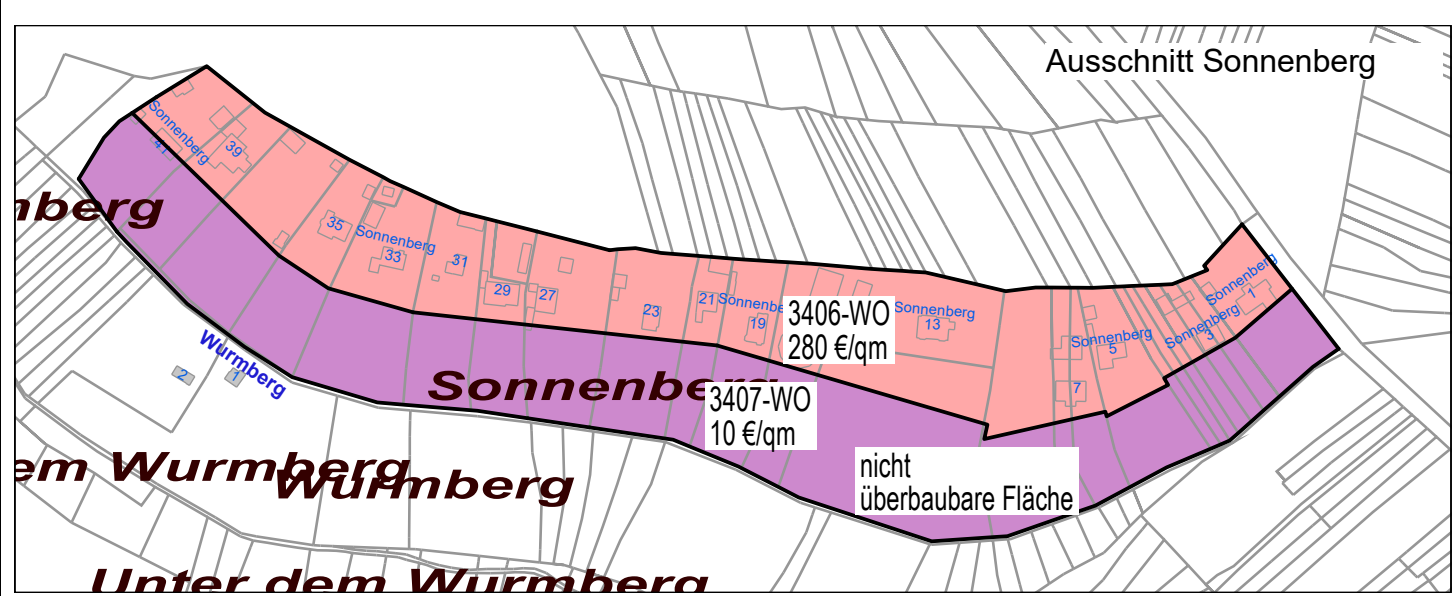 Ausschnitt Sonnenberg
Sonnenberg
41
39
nberg
35
Sonnenberg
33
31
29
27
23
21
Sonnenbe
19
3406-WO
280 €/qm
Sonnenberg
13
Sonnenberg
1
Sonnenberg
3
Sonnenberg
5
7
Wurmberg
2
1
Sonnenberg
3407-WO
10 €/qm
nicht
überbaubare Fläche
em Wurmberg
Wurmberg
Unter dem Wurmberg